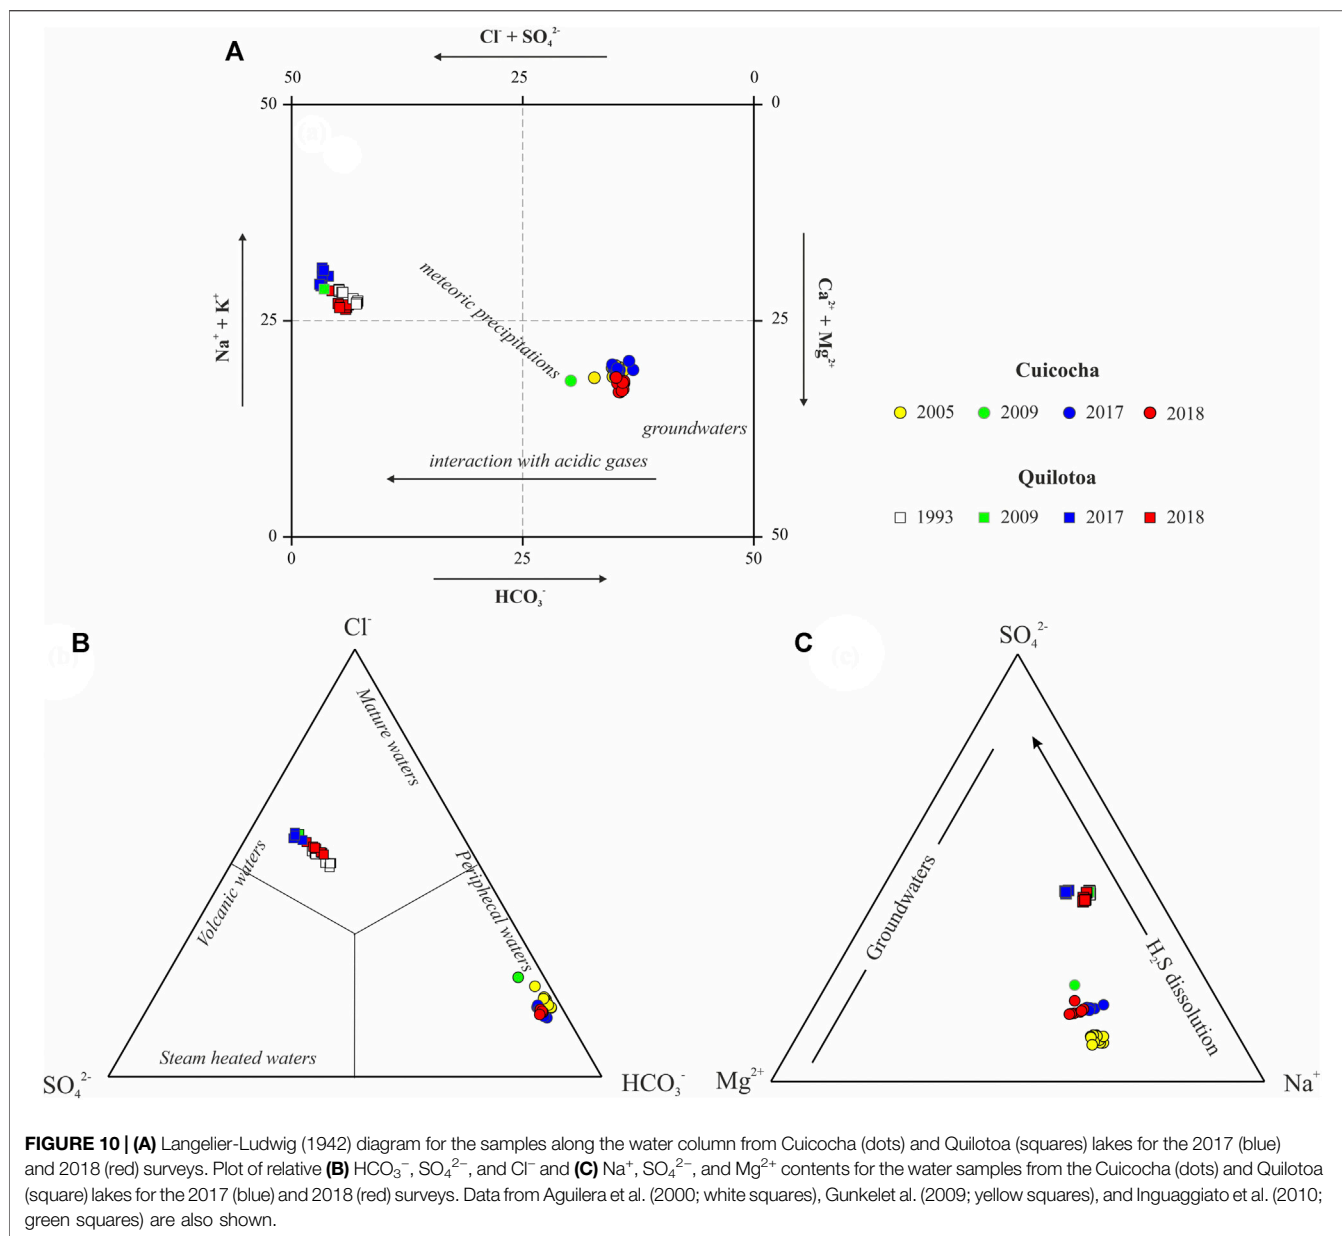 A
Cl⁻ + SO₄²⁻
50 25 0
50 0
(a)
meteoric precipitations
Na⁺ + K⁺
Ca²⁺ + Mg²⁺
25 25
groundwaters
interaction with acidic gases
0 50
0 25 50
HCO₃⁻
Cuicocha
2005 2009 2017 2018
Quilotoa
1993 2009 2017 2018
B
(b)
Cl⁻
Mature waters
Volcanic waters
Periphecal waters
Steam heated waters
SO₄²⁻
HCO₃⁻
C
(c)
SO₄²⁻
Groundwaters
H₂S dissolution
Mg²⁺
Na⁺
FIGURE 10 | (A) Langelier-Ludwig (1942) diagram for the samples along the water column from Cuicocha (dots) and Quilotoa (squares) lakes for the 2017 (blue)
and 2018 (red) surveys. Plot of relative (B) HCO₃⁻, SO₄²⁻, and Cl⁻ and (C) Na⁺, SO₄²⁻, and Mg²⁺ contents for the water samples from the Cuicocha (dots) and Quilotoa
(square) lakes for the 2017 (blue) and 2018 (red) surveys. Data from Aguilera et al. (2000; white squares), Gunkelet al. (2009; yellow squares), and Inguaggiato et al. (2010;
green squares) are also shown.